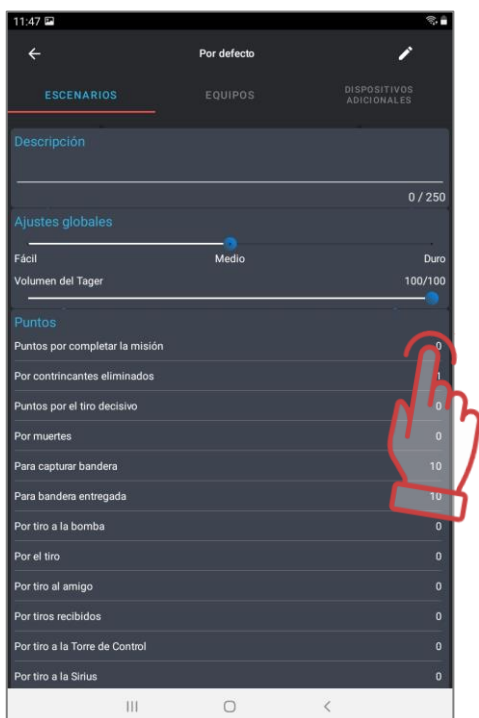 11:47
Por defecto
ESCENARIOS
EQUIPOS
DISPOSITIVOS
ADICIONALES
Descripción
0 / 250
Ajustes globales
Fácil Medio Duro
Volumen del Tager 100/100
Puntos
Puntos por completar la misión 0
Por contrincantes eliminados 1
Puntos por el tiro decisivo 0
Por muertes 0
Para capturar bandera 10
Para bandera entregada 10
Por tiro a la bomba 0
Por el tiro 0
Por tiro al amigo 0
Por tiros recibidos 0
Por tiro a la Torre de Control 0
Por tiro a la Sirius 0